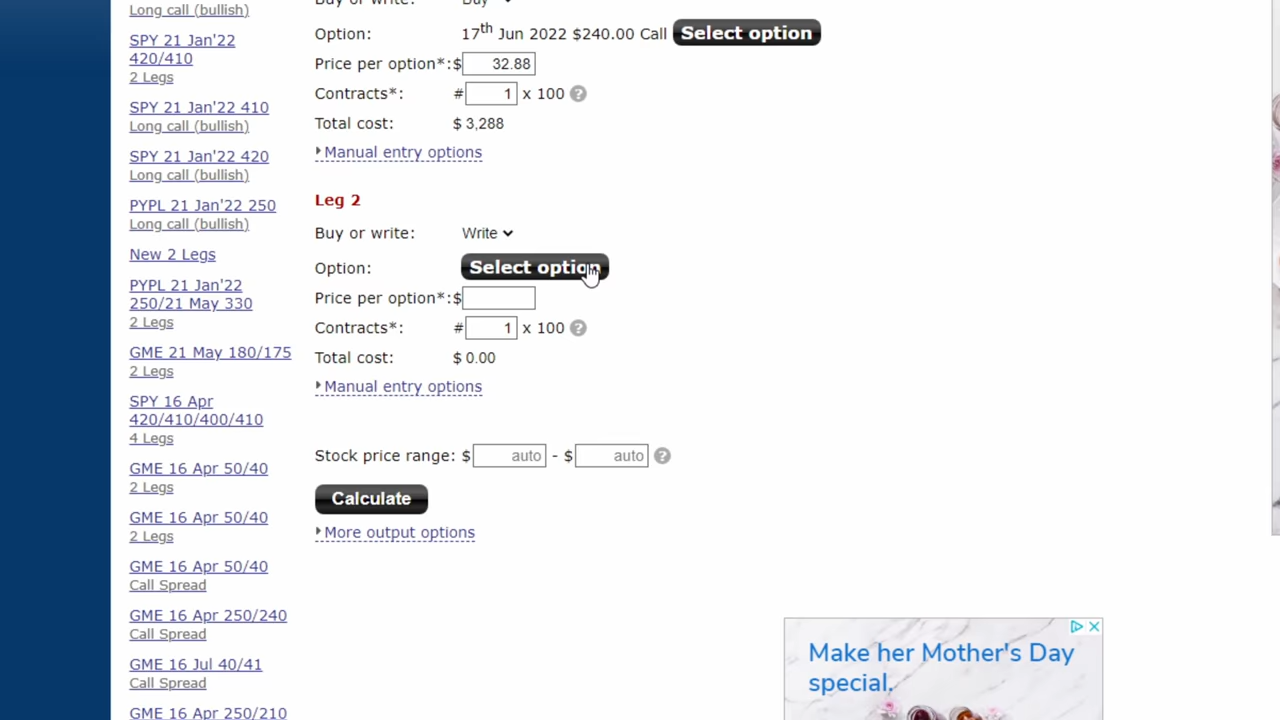 Long call (bullish)
SPY 21 Jan'22
420/410
2 Legs
SPY 21 Jan'22 410
Long call (bullish)
SPY 21 Jan'22 420
Long call (bullish)
PYPL 21 Jan'22 250
Long call (bullish)
New 2 Legs
PYPL 21 Jan'22
250/21 May 330
2 Legs
GME 21 May 180/175
2 Legs
SPY 16 Apr
420/410/400/410
4 Legs
GME 16 Apr 50/40
2 Legs
GME 16 Apr 50/40
2 Legs
GME 16 Apr 50/40
Call Spread
GME 16 Apr 250/240
Call Spread
GME 16 Jul 40/41
Call Spread
GME 16 Apr 250/210
Buy or write: Buy
Option: 17th Jun 2022 $240.00 Call Select option
Price per option*:$ 32.88
Contracts*: # 1 x 100 ?
Total cost: $ 3,288
Manual entry options
Leg 2
Buy or write: Write
Option: Select option
Price per option*:$
Contracts*: # 1 x 100 ?
Total cost: $ 0.00
Manual entry options
Stock price range: $ auto - $ auto ?
Calculate
More output options
Make her Mother's Day
special.